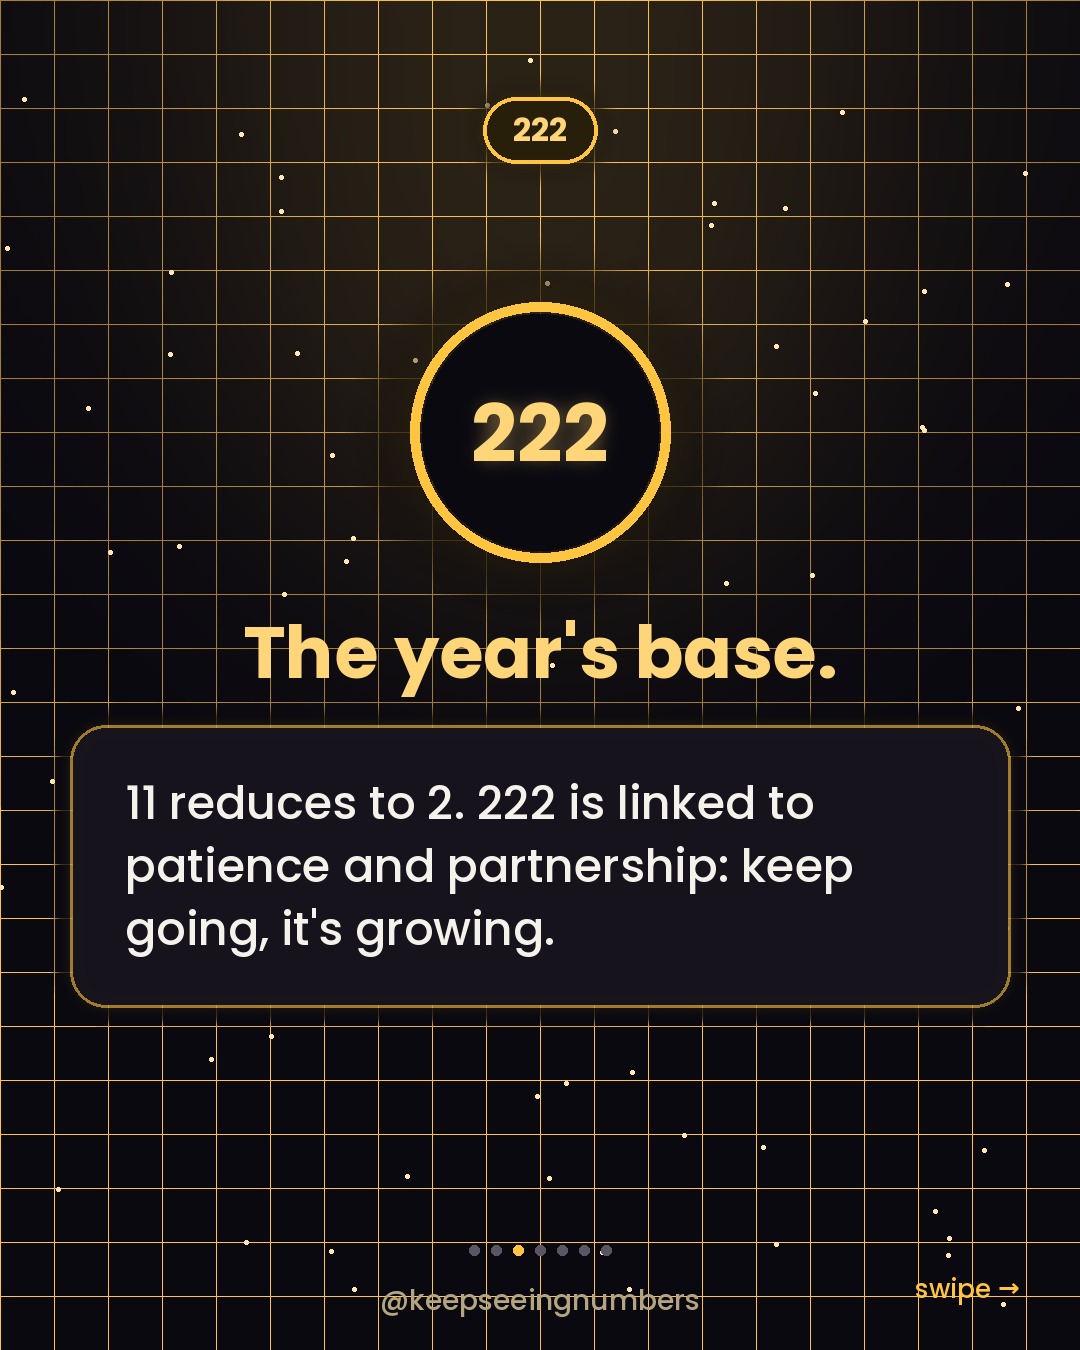 222
222
The year's base.
11 reduces to 2. 222 is linked to
patience and partnership: keep
going, it's growing.
swipe →
@keepseeingnumbers